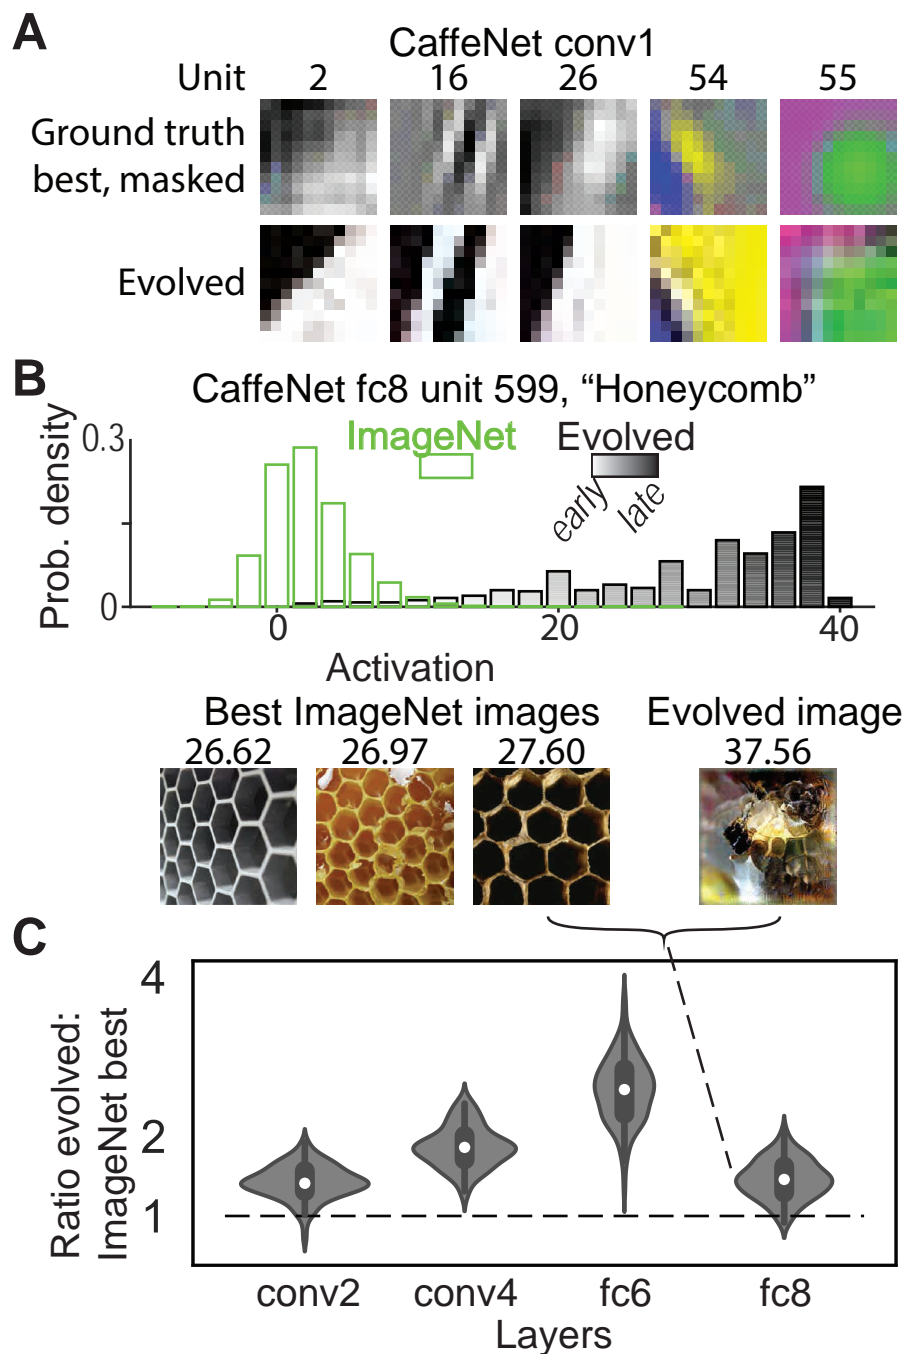 A
CaffeNet conv1
Unit 2 16 26 54 55
Ground truth
best, masked
Evolved
B
CaffeNet fc8 unit 599, “Honeycomb”
ImageNet Evolved
early late
Prob. density
0.3
0
0 20 40
Activation
Best ImageNet images Evolved image
26.62 26.97 27.60 37.56
C
Ratio evolved:
ImageNet best
4
2
1
conv2 conv4 fc6 fc8
Layers